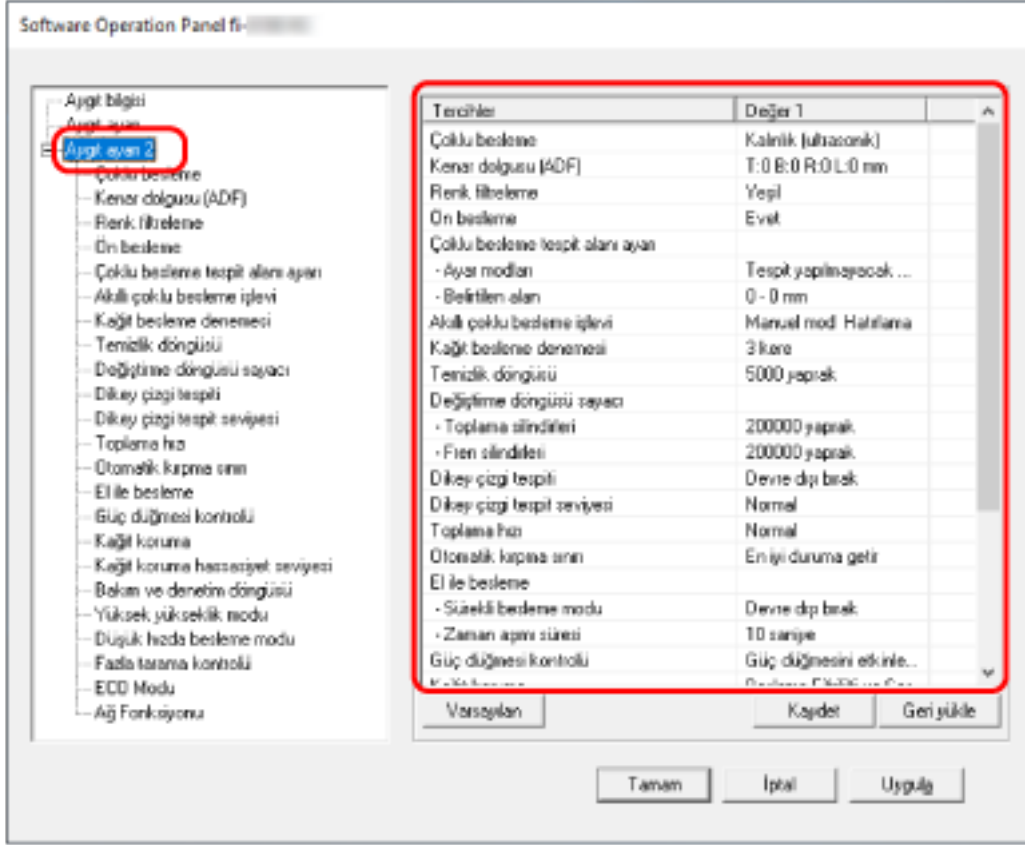 Software Operation Panel fi-
Aygıt bilgisi
Aygıt ayarı
Aygıt ayarı 2
Çoklu besleme
Kenar dolgusu (ADF)
Renk filtreleme
Ön besleme
Çoklu besleme tespit alanı ayarı
Akıllı çoklu besleme işlevi
Kağıt besleme denemesi
Temizlik döngüsü
Değiştirme döngüsü sayacı
Dikey çizgi tespiti
Dikey çizgi tespit seviyesi
Toplama hızı
Otomatik kırpma sınırı
El ile besleme
Güç düğmesi kontrolü
Kağıt koruma
Kağıt koruma hassasiyet seviyesi
Bakım ve denetim döngüsü
Yüksek yükseklik modu
Düşük hızda besleme modu
Fazla tarama kontrolü
ECO Modu
Ağ Fonksiyonu
Tercihler Değer 1
Çoklu besleme Kalınlık (ultrasonik)
Kenar dolgusu (ADF) T:0 B:0 R:0 L:0 mm
Renk filtreleme Yeşil
Ön besleme Evet
Çoklu besleme tespit alanı ayarı
- Ayar modları Tespit yapılmayacak ...
- Belirtilen alan 0 - 0 mm
Akıllı çoklu besleme işlevi Manuel mod Hatırlama
Kağıt besleme denemesi 3 kere
Temizlik döngüsü 5000 yaprak
Değiştirme döngüsü sayacı
- Toplama silindirleri 200000 yaprak
- Fren silindirleri 200000 yaprak
Dikey çizgi tespiti Devre dışı bırak
Dikey çizgi tespit seviyesi Normal
Toplama hızı Normal
Otomatik kırpma sınırı En iyi duruma getir
El ile besleme
- Sürekli besleme modu Devre dışı bırak
- Zaman aşımı süresi 10 saniye
Güç düğmesi kontrolü Güç düğmesini etkinle...
Varsayılan Kaydet Geri yükle
Tamam İptal Uygula